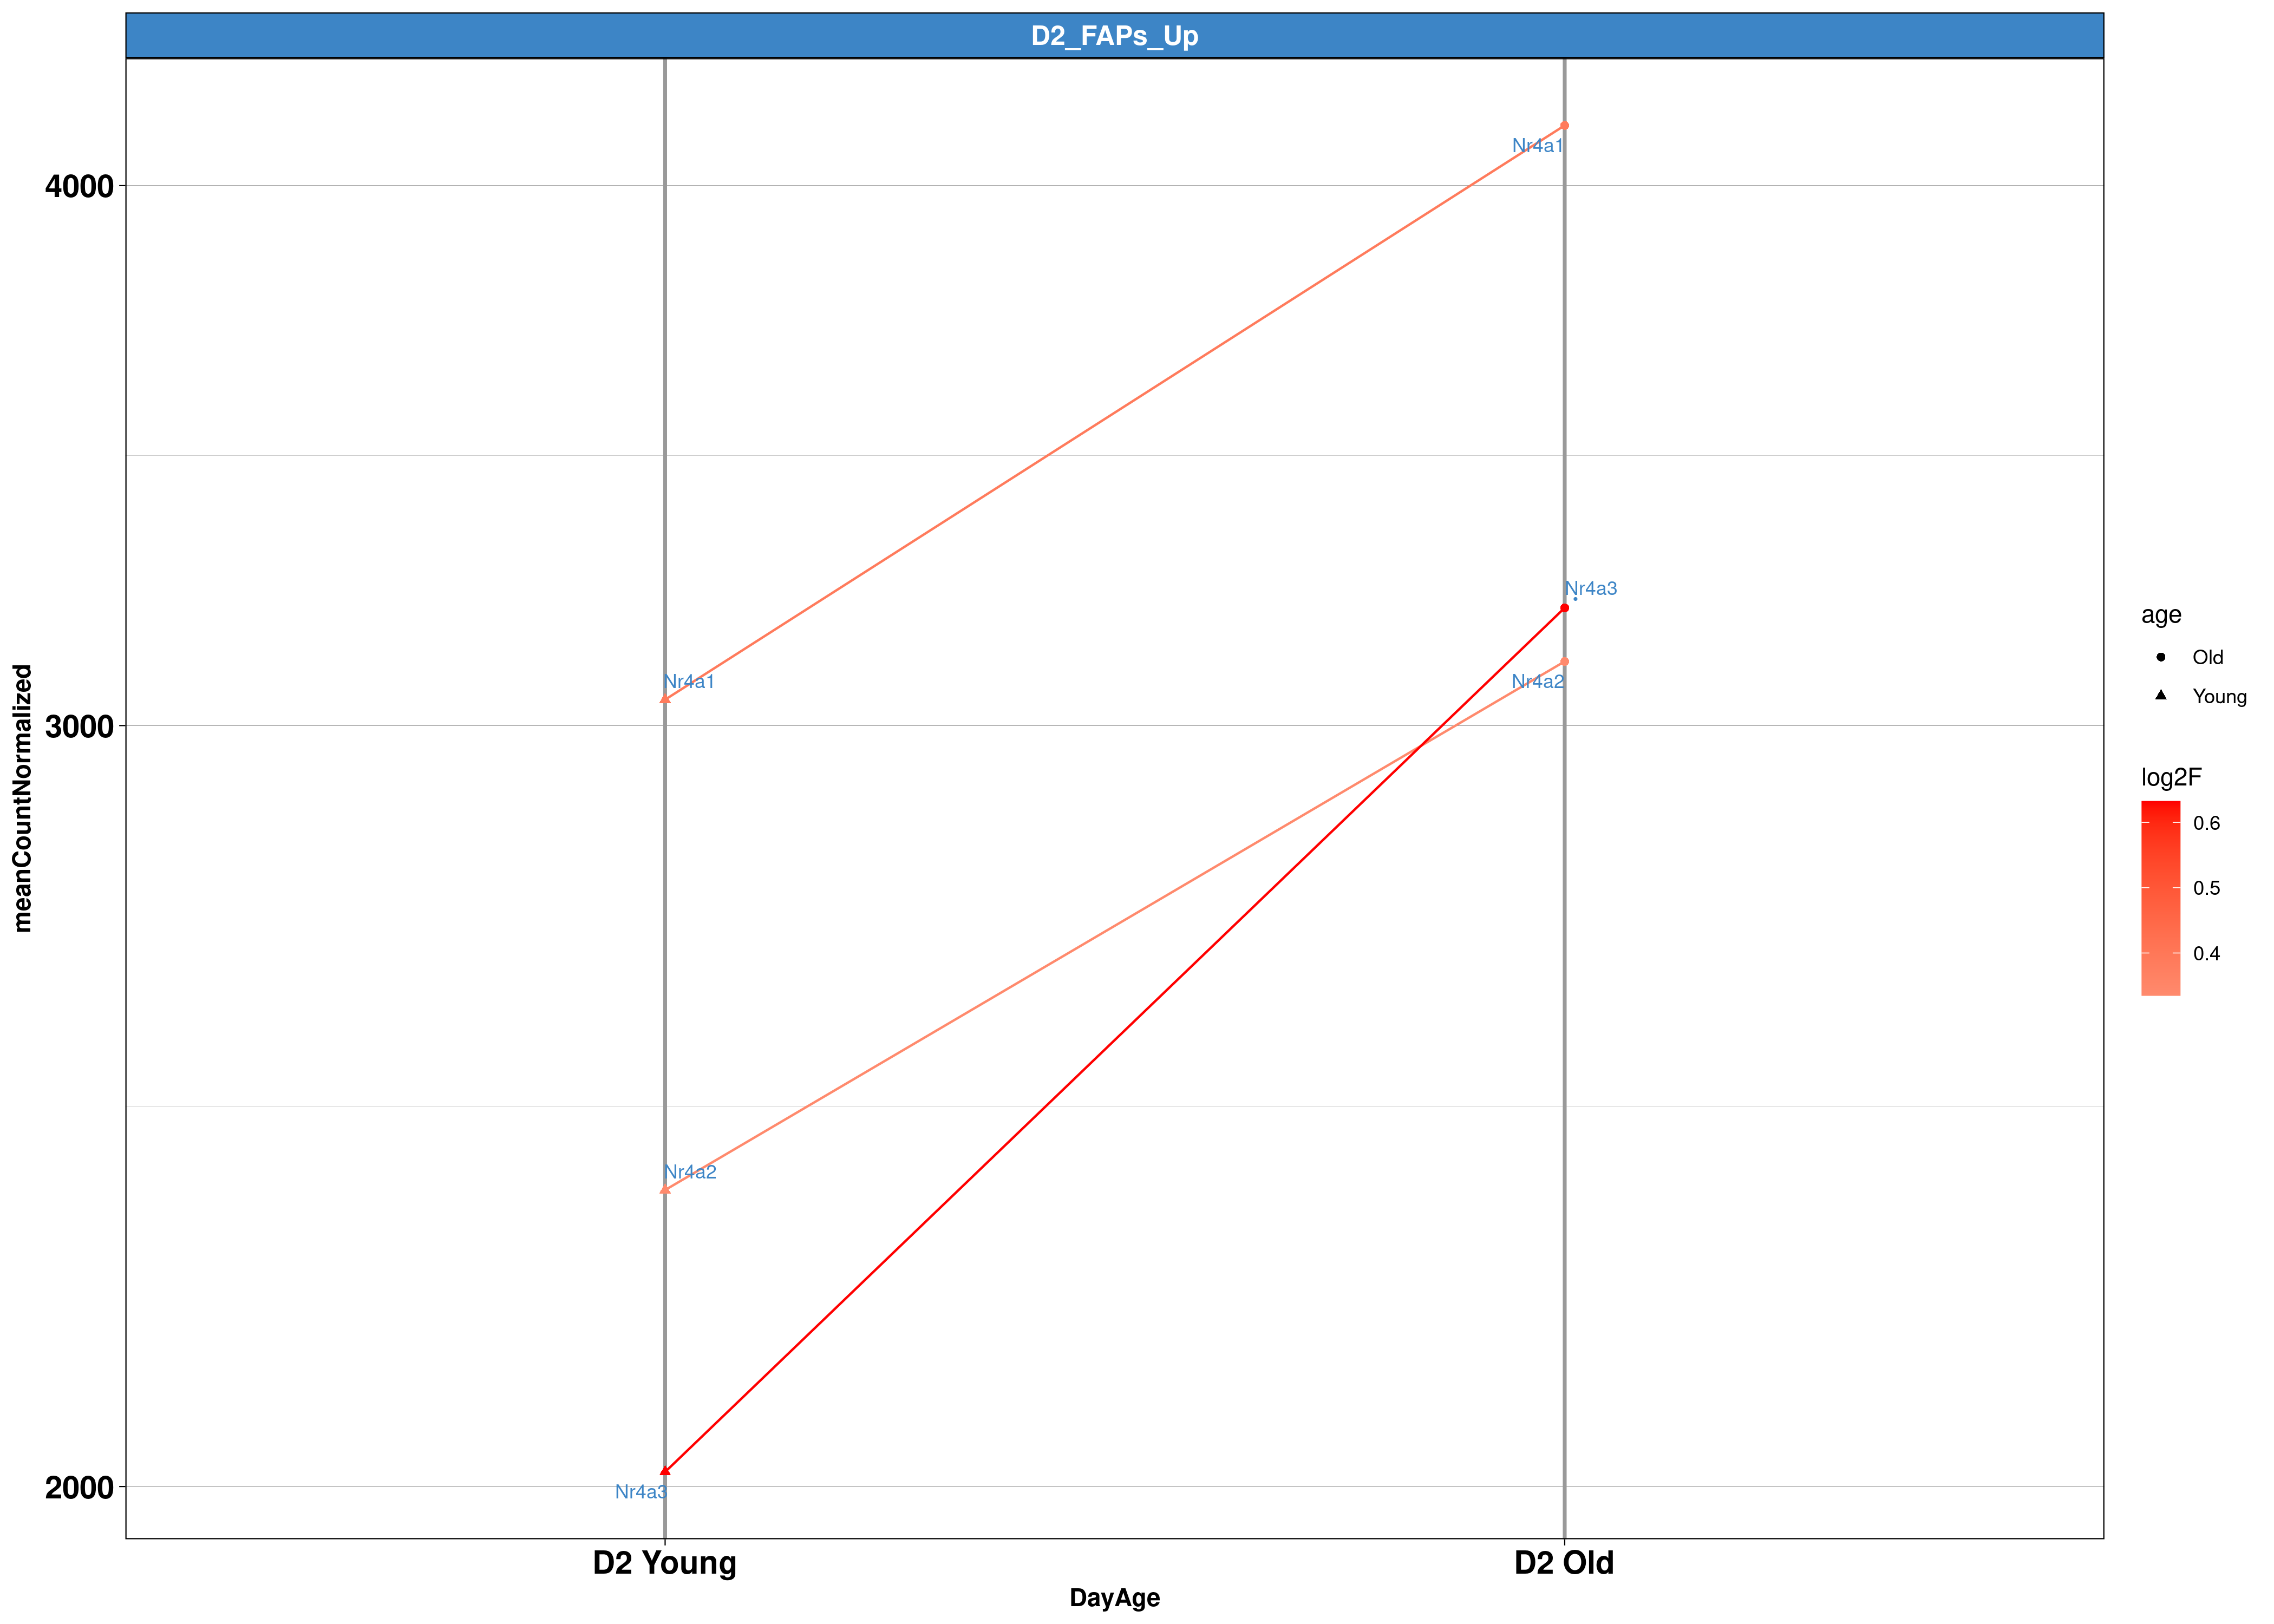 D2_FAPs_Up
meanCountNormalized
4000
3000
2000
Nr4a1
Nr4a1
Nr4a3
Nr4a2
Nr4a2
Nr4a3
D2 Young
D2 Old
DayAge
age
Old
Young
log2F
0.6
0.5
0.4